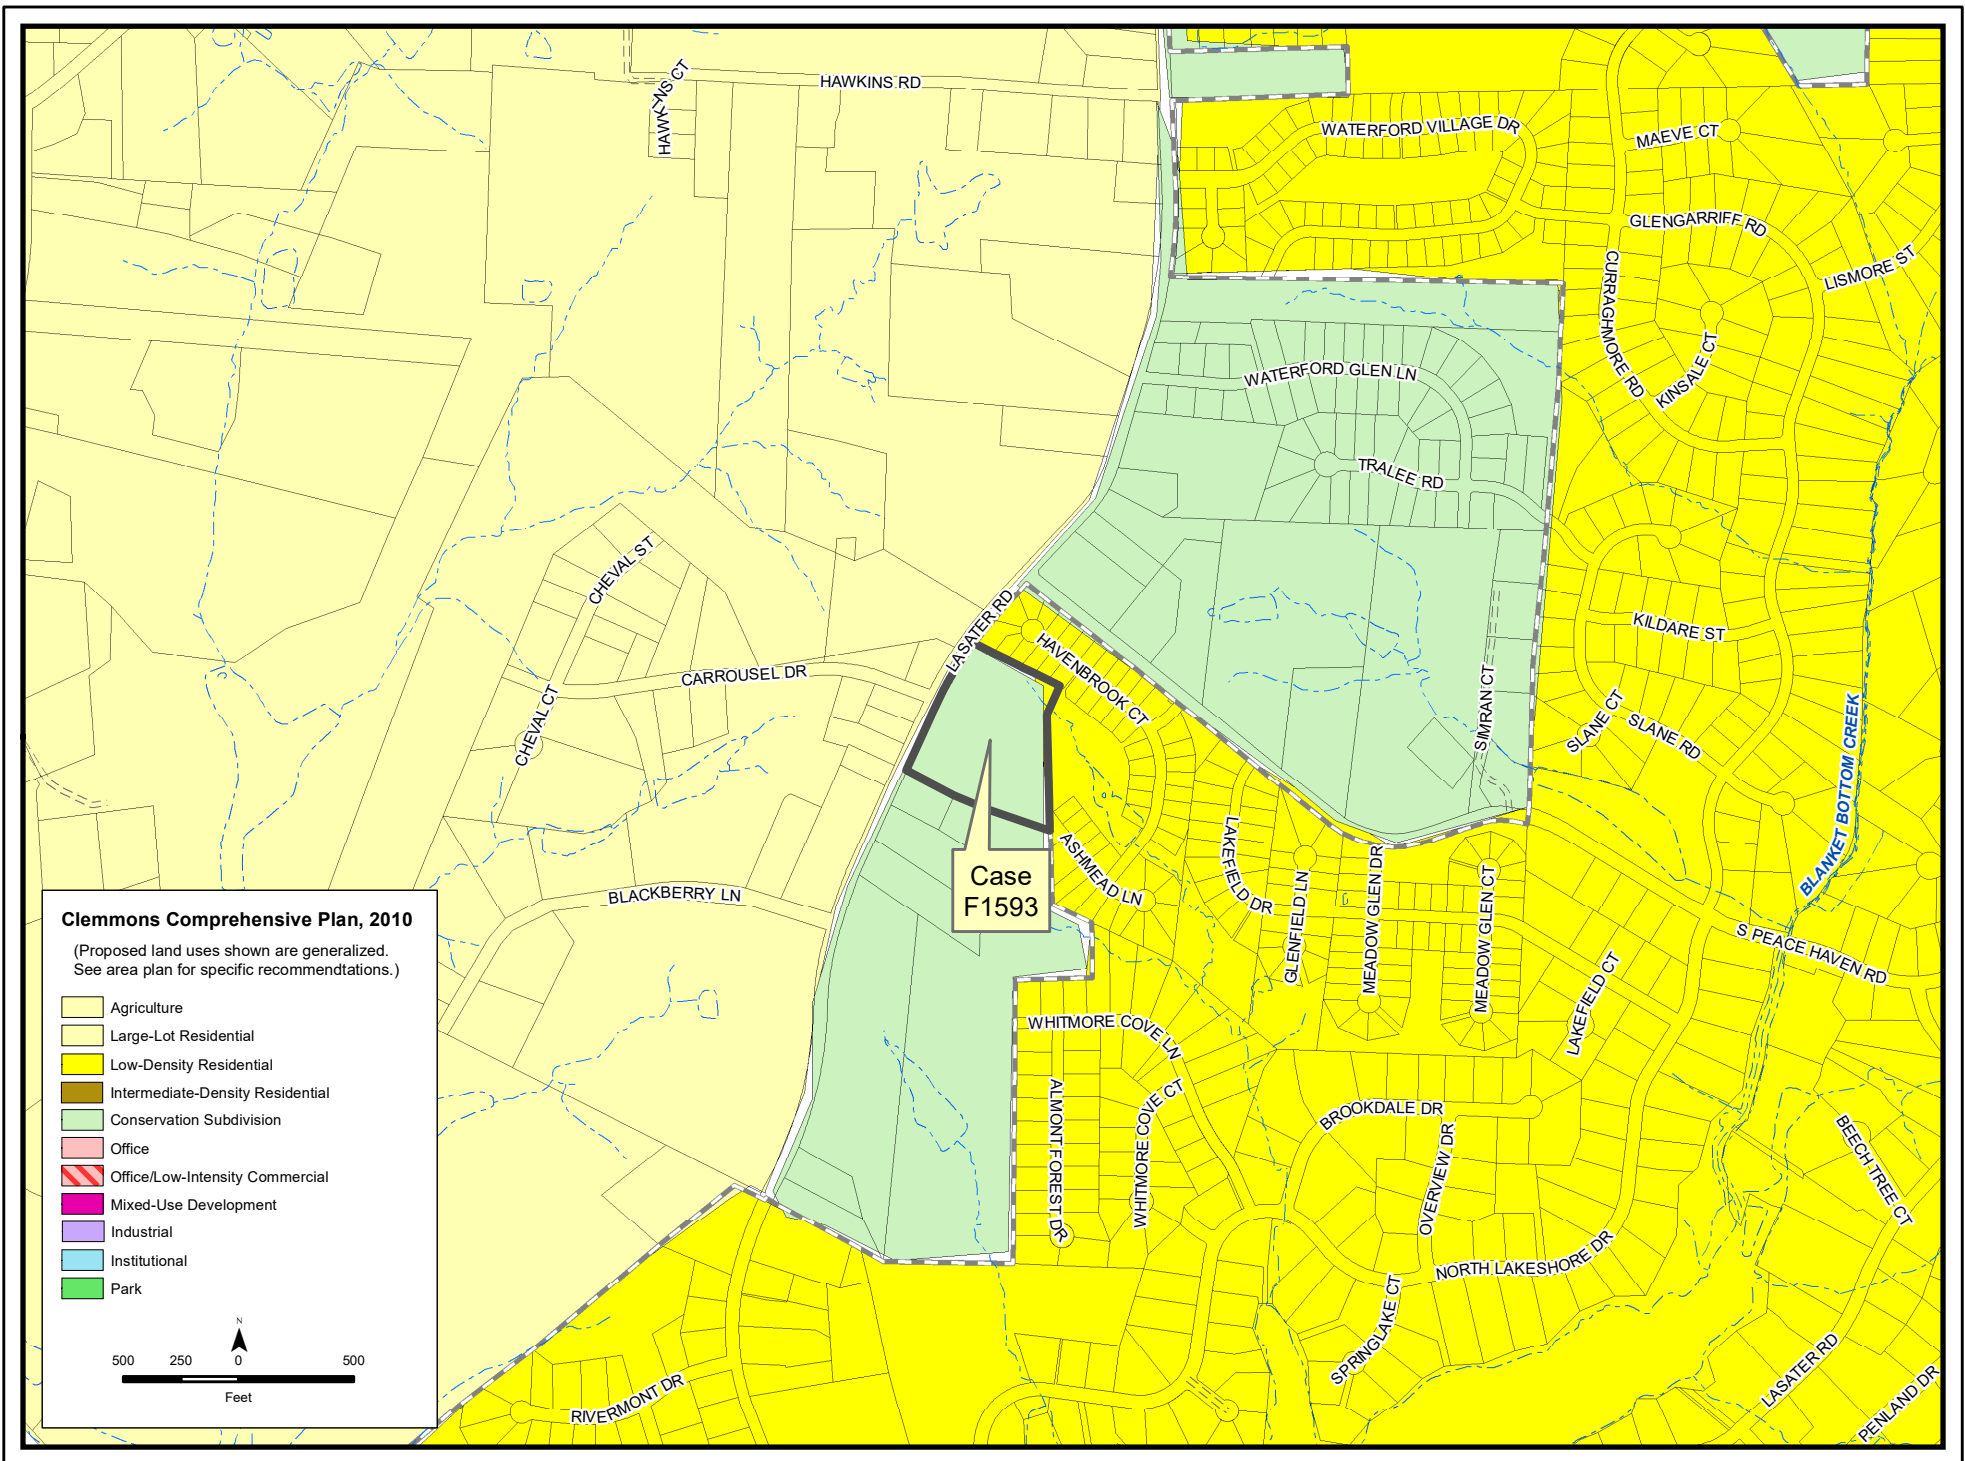 HAWKINS RD
HAWKINS CT
WATERFORD VILLAGE DR
MAEVE CT
GLENGARRIFF RD
LISMORE ST
CURRAGHMORE RD
KINSALE CT
WATERFORD GLEN LN
TRALEE RD
CHEVAL ST
LASATER RD
HAVENBROOK CT
KILDARE ST
CARROUSEL DR
CHEVAL CT
SIMRAN CT
SLANE CT
SLANE RD
BLANKET BOTTOM CREEK
Case
F1593
ASHMEAD LN
LAKEFIELD DR
GLENFIELD LN
MEADOW GLEN DR
MEADOW GLEN CT
BLACKBERRY LN
S PEACE HAVEN RD
LAKEFIELD CT
WHITMORE COVE LN
ALMONT FOREST DR
WHITMORE COVE CT
BROOKDALE DR
OVERVIEW DR
BEECH TREE CT
NORTH LAKESHORE DR
SPRINGLAKE CT
RIVERMONT DR
LASATER RD
PENLAND DR
Clemmons Comprehensive Plan, 2010
(Proposed land uses shown are generalized.
See area plan for specific recommendtations.)
Agriculture
Large-Lot Residential
Low-Density Residential
Intermediate-Density Residential
Conservation Subdivision
Office
Office/Low-Intensity Commercial
Mixed-Use Development
Industrial
Institutional
Park
N
500 250 0 500
Feet